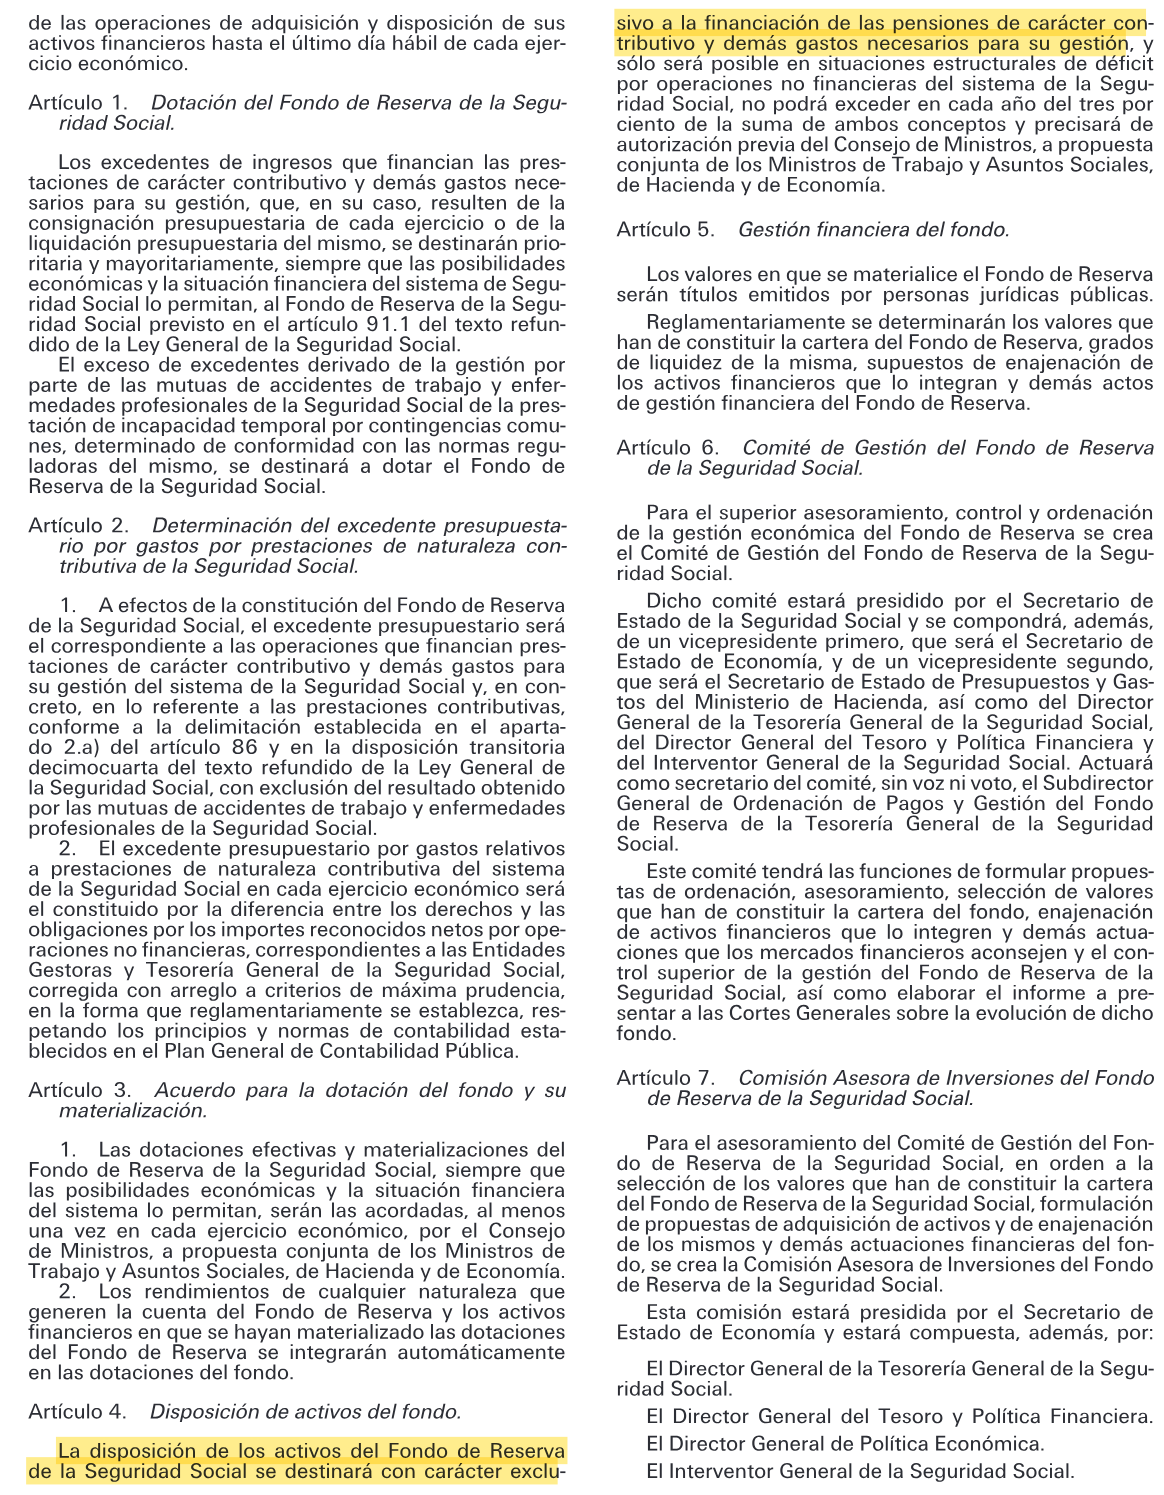 de las operaciones de adquisición y disposición de sus
activos financieros hasta el último día hábil de cada ejer-
cicio económico.
Artículo 1. Dotación del Fondo de Reserva de la Segu-
ridad Social.
Los excedentes de ingresos que financian las pres-
taciones de carácter contributivo y demás gastos nece-
sarios para su gestión, que, en su caso, resulten de la
consignación presupuestaria de cada ejercicio o de la
liquidación presupuestaria del mismo, se destinarán prio-
ritaria y mayoritariamente, siempre que las posibilidades
económicas y la situación financiera del sistema de Segu-
ridad Social lo permitan, al Fondo de Reserva de la Segu-
ridad Social previsto en el artículo 91.1 del texto refun-
dido de la Ley General de la Seguridad Social.
El exceso de excedentes derivado de la gestión por
parte de las mutuas de accidentes de trabajo y enfer-
medades profesionales de la Seguridad Social de la pres-
tación de incapacidad temporal por contingencias comu-
nes, determinado de conformidad con las normas regu-
ladoras del mismo, se destinará a dotar el Fondo de
Reserva de la Seguridad Social.
Artículo 2. Determinación del excedente presupuesta-
rio por gastos por prestaciones de naturaleza con-
tributiva de la Seguridad Social.
1. A efectos de la constitución del Fondo de Reserva
de la Seguridad Social, el excedente presupuestario será
el correspondiente a las operaciones que financian pres-
taciones de carácter contributivo y demás gastos para
su gestión del sistema de la Seguridad Social y, en con-
creto, en lo referente a las prestaciones contributivas,
conforme a la delimitación establecida en el aparta-
do 2.a) del artículo 86 y en la disposición transitoria
decimocuarta del texto refundido de la Ley General de
la Seguridad Social, con exclusión del resultado obtenido
por las mutuas de accidentes de trabajo y enfermedades
profesionales de la Seguridad Social.
2. El excedente presupuestario por gastos relativos
a prestaciones de naturaleza contributiva del sistema
de la Seguridad Social en cada ejercicio económico será
el constituido por la diferencia entre los derechos y las
obligaciones por los importes reconocidos netos por ope-
raciones no financieras, correspondientes a las Entidades
Gestoras y Tesorería General de la Seguridad Social,
corregida con arreglo a criterios de máxima prudencia,
en la forma que reglamentariamente se establezca, res-
petando los principios y normas de contabilidad esta-
blecidos en el Plan General de Contabilidad Pública.
Artículo 3. Acuerdo para la dotación del fondo y su
materialización.
1. Las dotaciones efectivas y materializaciones del
Fondo de Reserva de la Seguridad Social, siempre que
las posibilidades económicas y la situación financiera
del sistema lo permitan, serán las acordadas, al menos
una vez en cada ejercicio económico, por el Consejo
de Ministros, a propuesta conjunta de los Ministros de
Trabajo y Asuntos Sociales, de Hacienda y de Economía.
2. Los rendimientos de cualquier naturaleza que
generen la cuenta del Fondo de Reserva y los activos
financieros en que se hayan materializado las dotaciones
del Fondo de Reserva se integrarán automáticamente
en las dotaciones del fondo.
Artículo 4. Disposición de activos del fondo.
La disposición de los activos del Fondo de Reserva
de la Seguridad Social se destinará con carácter exclu-
sivo a la financiación de las pensiones de carácter con-
tributivo y demás gastos necesarios para su gestión, y
sólo será posible en situaciones estructurales de déficit
por operaciones no financieras del sistema de la Segu-
ridad Social, no podrá exceder en cada año del tres por
ciento de la suma de ambos conceptos y precisará de
autorización previa del Consejo de Ministros, a propuesta
conjunta de los Ministros de Trabajo y Asuntos Sociales,
de Hacienda y de Economía.
Artículo 5. Gestión financiera del fondo.
Los valores en que se materialice el Fondo de Reserva
serán títulos emitidos por personas jurídicas públicas.
Reglamentariamente se determinarán los valores que
han de constituir la cartera del Fondo de Reserva, grados
de liquidez de la misma, supuestos de enajenación de
los activos financieros que lo integran y demás actos
de gestión financiera del Fondo de Reserva.
Artículo 6. Comité de Gestión del Fondo de Reserva
de la Seguridad Social.
Para el superior asesoramiento, control y ordenación
de la gestión económica del Fondo de Reserva se crea
el Comité de Gestión del Fondo de Reserva de la Segu-
ridad Social.
Dicho comité estará presidido por el Secretario de
Estado de la Seguridad Social y se compondrá, además,
de un vicepresidente primero, que será el Secretario de
Estado de Economía, y de un vicepresidente segundo,
que será el Secretario de Estado de Presupuestos y Gas-
tos del Ministerio de Hacienda, así como del Director
General de la Tesorería General de la Seguridad Social,
del Director General del Tesoro y Política Financiera y
del Interventor General de la Seguridad Social. Actuará
como secretario del comité, sin voz ni voto, el Subdirector
General de Ordenación de Pagos y Gestión del Fondo
de Reserva de la Tesorería General de la Seguridad
Social.
Este comité tendrá las funciones de formular propues-
tas de ordenación, asesoramiento, selección de valores
que han de constituir la cartera del fondo, enajenación
de activos financieros que lo integren y demás actua-
ciones que los mercados financieros aconsejen y el con-
trol superior de la gestión del Fondo de Reserva de la
Seguridad Social, así como elaborar el informe a pre-
sentar a las Cortes Generales sobre la evolución de dicho
fondo.
Artículo 7. Comisión Asesora de Inversiones del Fondo
de Reserva de la Seguridad Social.
Para el asesoramiento del Comité de Gestión del Fon-
do de Reserva de la Seguridad Social, en orden a la
selección de los valores que han de constituir la cartera
del Fondo de Reserva de la Seguridad Social, formulación
de propuestas de adquisición de activos y de enajenación
de los mismos y demás actuaciones financieras del fon-
do, se crea la Comisión Asesora de Inversiones del Fondo
de Reserva de la Seguridad Social.
Esta comisión estará presidida por el Secretario de
Estado de Economía y estará compuesta, además, por:
El Director General de la Tesorería General de la Segu-
ridad Social.
El Director General del Tesoro y Política Financiera.
El Director General de Política Económica.
El Interventor General de la Seguridad Social.